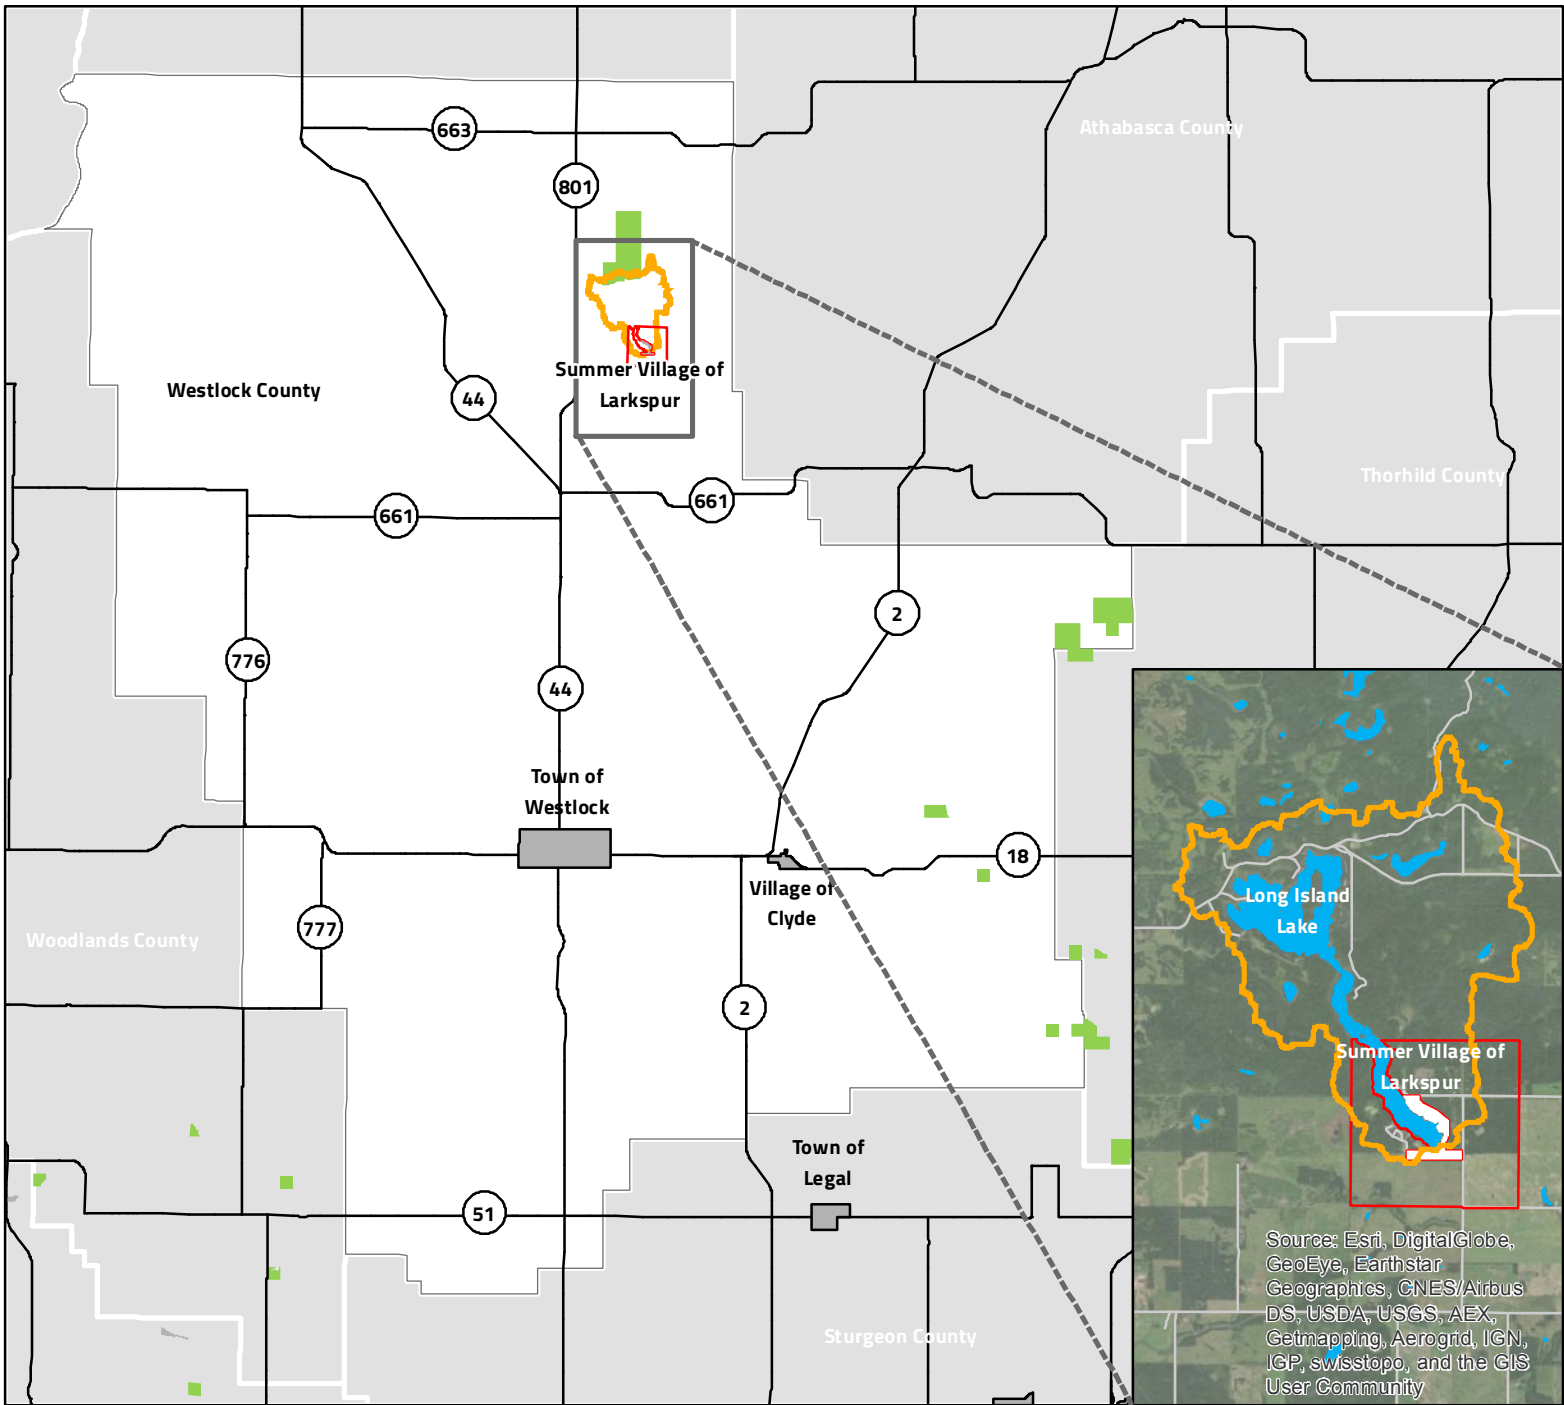 663
Athabasca County
801
Summer Village of
Larkspur
Westlock County
44
Thorhild County
661
661
2
776
44
Town of
Westlock
18
Village of
Clyde
777
Woodlands County
2
Town of
Legal
51
Sturgeon County
Long Island
Lake
Summer Village of
Larkspur
Source: Esri, DigitalGlobe,
GeoEye, Earthstar
Geographics, CNES/Airbus
DS, USDA, USGS, AEX,
Getmapping, Aerogrid, IGN,
IGP, swisstopo, and the GIS
User Community